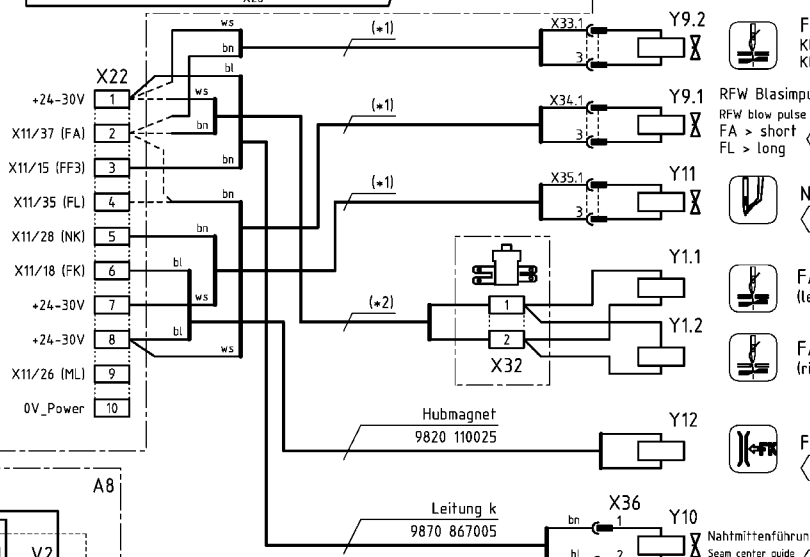 ws
(*1)
X33.1
Y9.2
bn
3
bl
X22
+24-30V
1
ws
(*1)
X34.1
Y9.1
RFW Blasimpu
RFW blow pulse
X11/37 (FA)
2
bn
3
FA > short
FL > long
X11/15 (FF3)
3
bn
(*1)
X35.1
Y11
X11/35 (FL)
4
bn
3
X11/28 (NK)
5
bn
X11/18 (FK)
6
bl
Y1.1
+24-30V
7
ws
(*2)
1
+24-30V
8
bl
2
Y1.2
ws
X32
X11/26 (ML)
9
0V_Power
10
Hubmagnet
9820 110025
Y12
FK
A8
Leitung k
9870 867005
X36
bn
1
Y10
Nahtmittenführun
Seam center guide
V2
bl
2